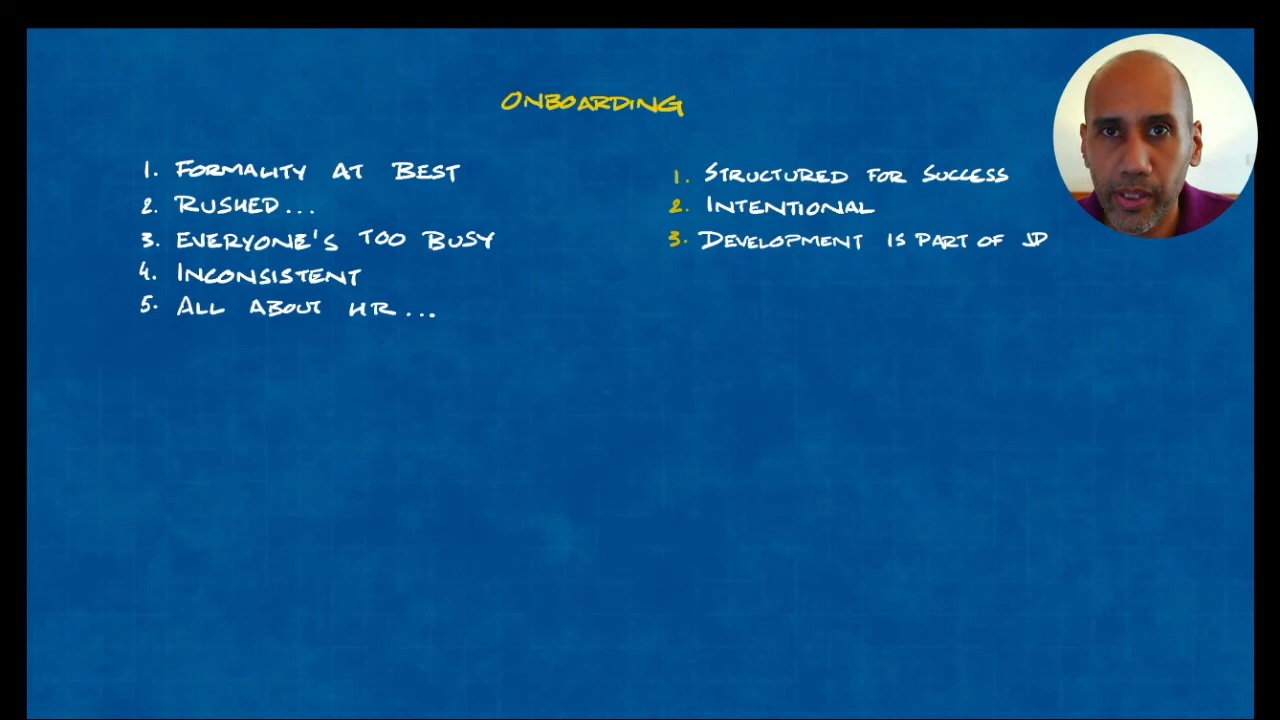 ONBOARDING
1. FORMALITY AT BEST
2. RUSHED...
3. EVERYONE'S TOO BUSY
4. INCONSISTENT
5. ALL ABOUT HR...
1. STRUCTURED FOR SUCCESS
2. INTENTIONAL
3. DEVELOPMENT IS PART OF JD